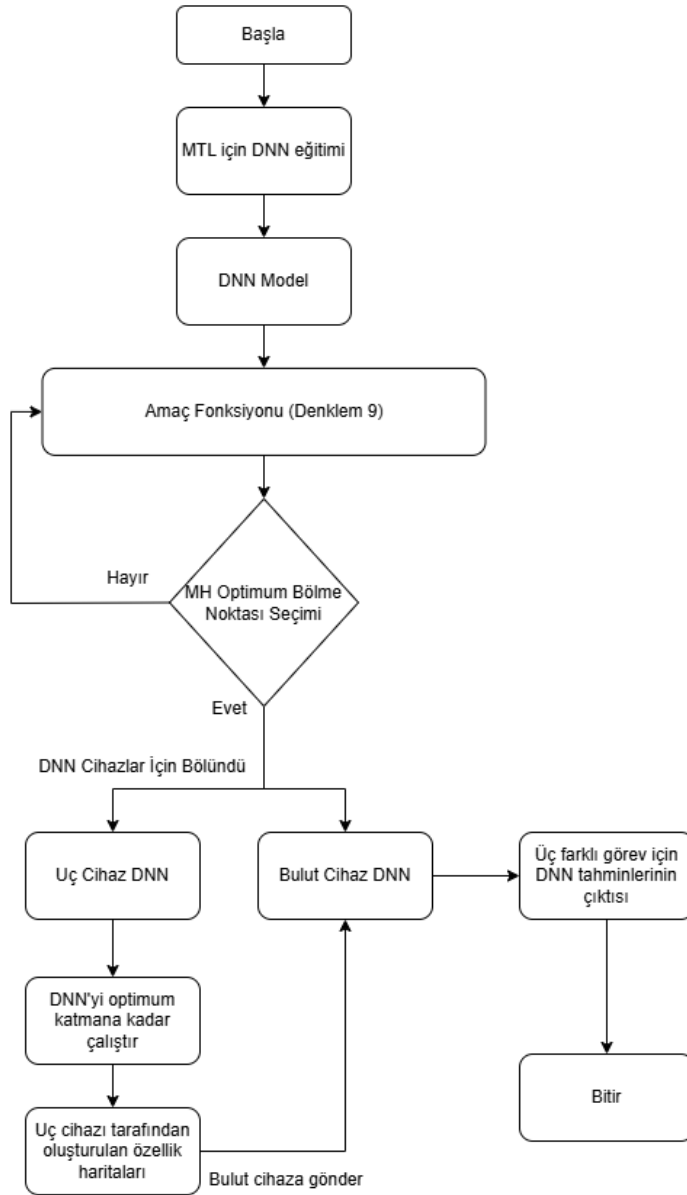 Başla
MTL için DNN eğitimi
DNN Model
Amaç Fonksiyonu (Denklem 9)
Hayır
MH Optimum Bölme
Noktası Seçimi
Evet
DNN Cihazlar İçin Bölündü
Uç Cihaz DNN
Bulut Cihaz DNN
Üç farklı görev için
DNN tahminlerinin
çıktısı
DNN'yi optimum
katmana kadar
çalıştır
Uç cihazı tarafından
oluşturulan özellik
haritaları
Bulut cihaza gönder
Bitir